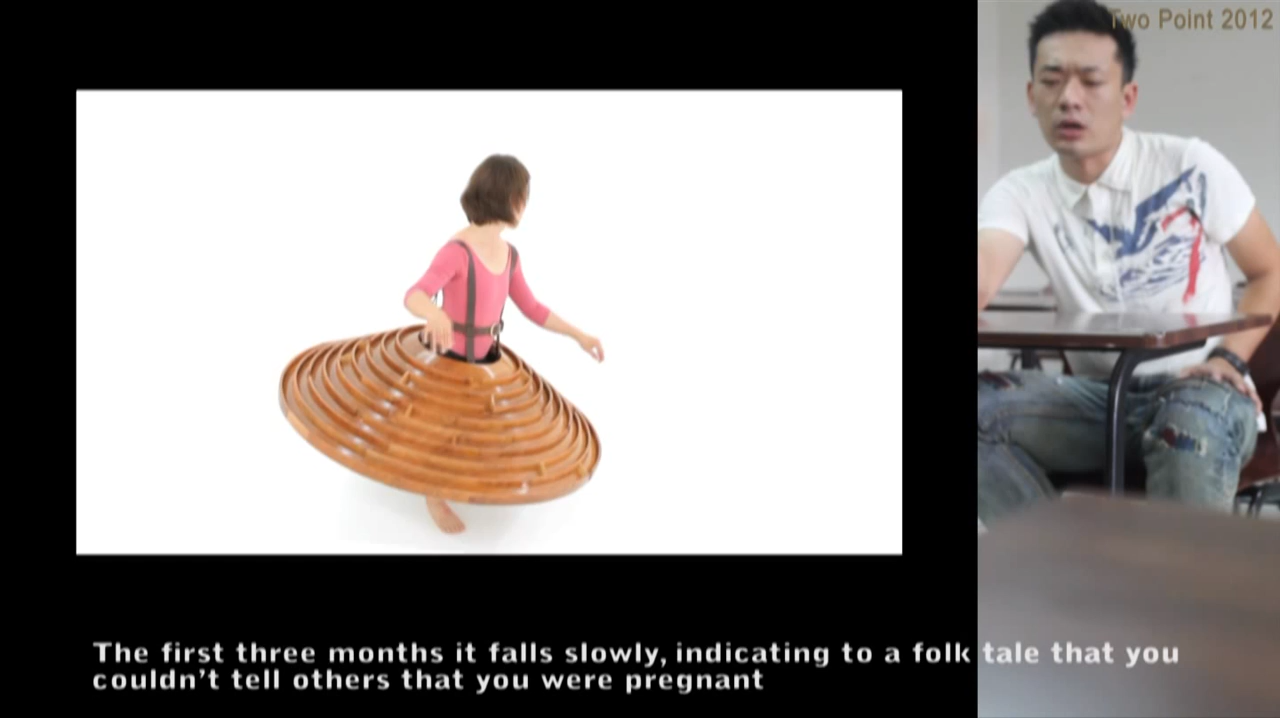 Two Point 2012
The first three months it falls slowly, indicating to a folk tale that you
couldn't tell others that you were pregnant